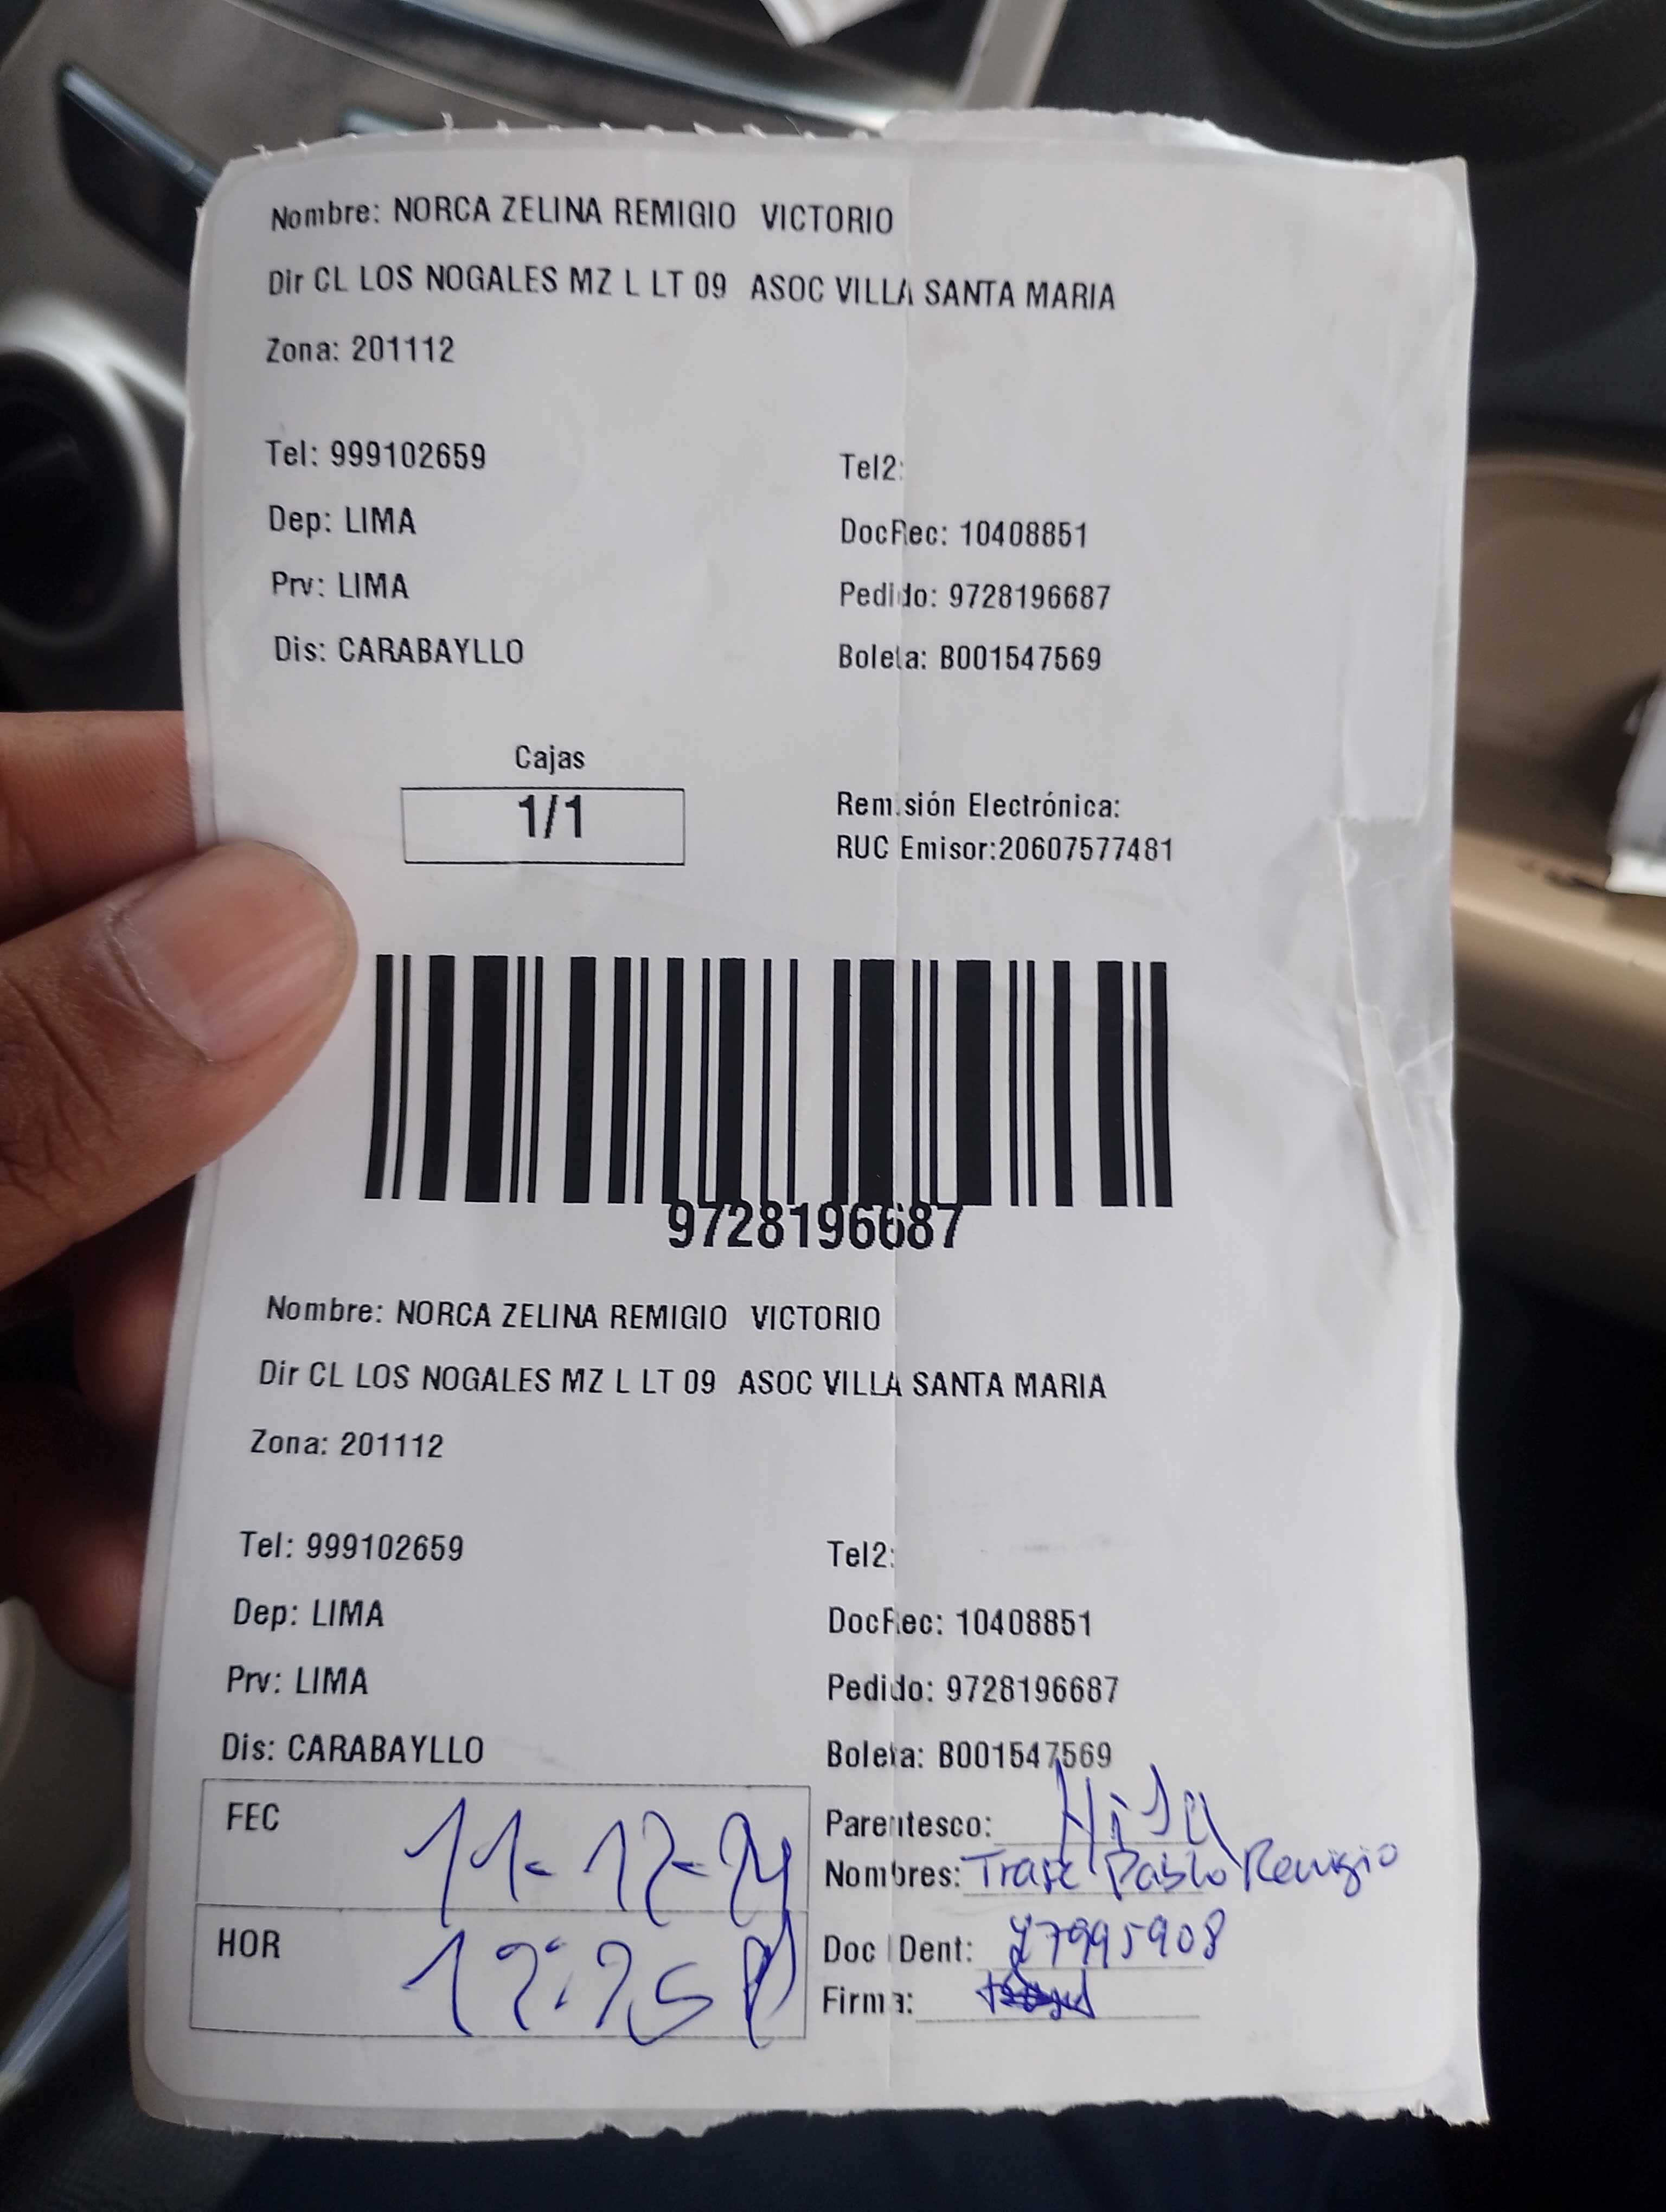 Nombre: NORCA ZELINA REMIGIO VICTORIO
Dir CL LOS NOGALES MZ L LT 09 ASOC VILLA SANTA MARIA
Zona: 201112
Tel: 999102659 Tel2:
Dep: LIMA DocRec: 10408851
Prv: LIMA Pedido: 9728196687
Dis: CARABAYLLO Boleta: B001547569
Cajas
1/1
Remisión Electrónica:
RUC Emisor:20607577481
9728196687
Nombre: NORCA ZELINA REMIGIO VICTORIO
Dir CL LOS NOGALES MZ L LT 09 ASOC VILLA SANTA MARIA
Zona: 201112
Tel: 999102659 Tel2:
Dep: LIMA DocRec: 10408851
Prv: LIMA Pedido: 9728196687
Dis: CARABAYLLO Boleta: B001547569
FEC 11-12-24 Parentesco: Hija
Nombres: Pablo Remigio
HOR Doc IDent:
Firma: